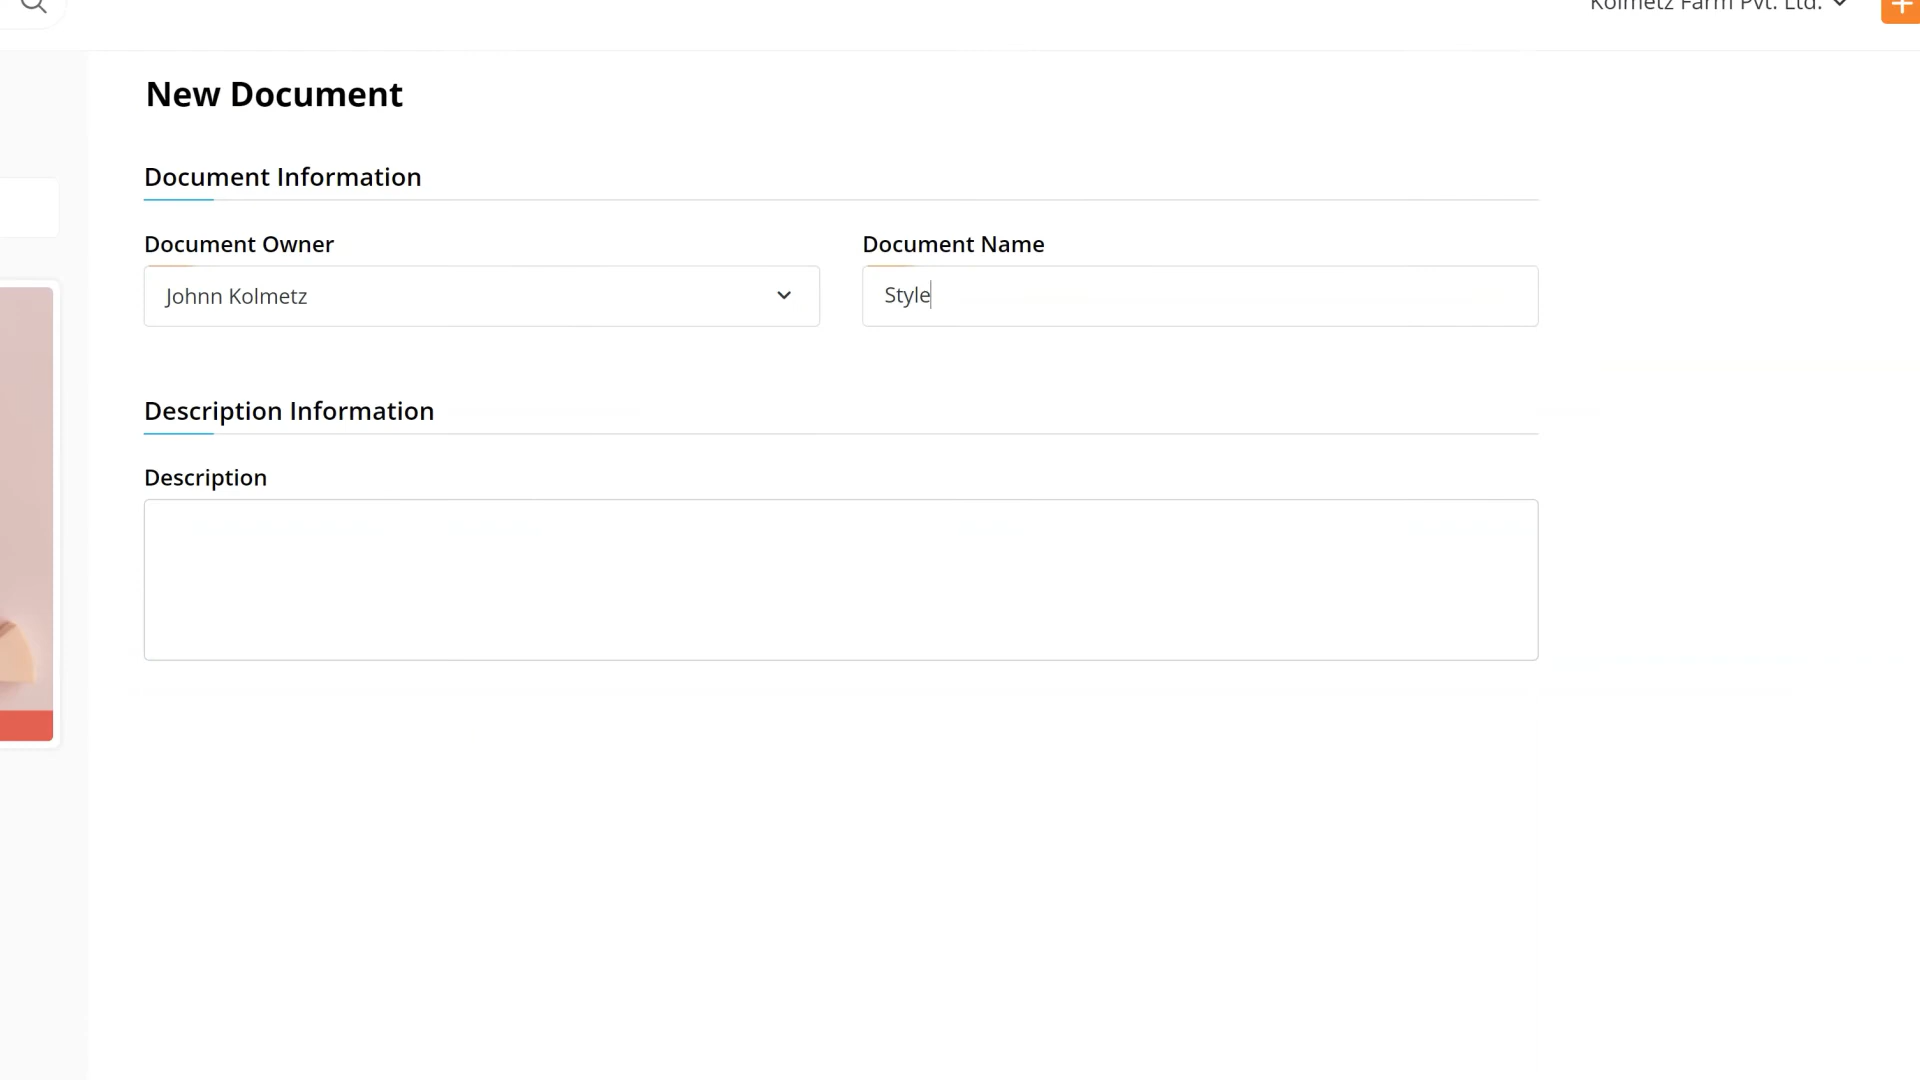 Kolmetz Farm Pvt. Ltd.
New Document
Document Information
Document Owner
Document Name
Johnn Kolmetz
Style
Description Information
Description